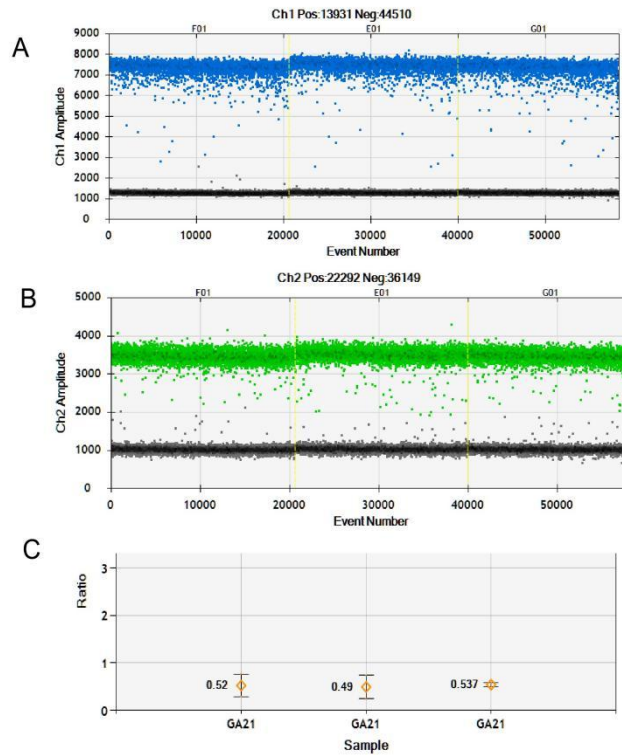 A
Ch1 Pos:13931 Neg:44510
F01 E01 G01
9000
8000
7000
6000
5000
4000
3000
2000
1000
0
Ch1 Amplitude
0 10000 20000 30000 40000 50000
Event Number
B
Ch2 Pos:22292 Neg:36149
F01 E01 G01
5000
4000
3000
2000
1000
0
Ch2 Amplitude
0 10000 20000 30000 40000 50000
Event Number
C
Ratio
3
2
1
0
0.52 0.49 0.537
GA21 GA21 GA21
Sample